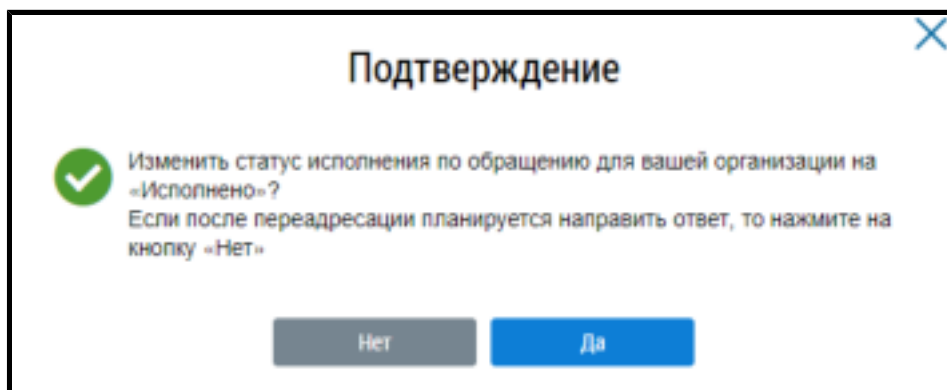 Подтверждение
Изменить статус исполнения по обращению для вашей организации на
«Исполнено»?
Если после переадресации планируется направить ответ, то нажмите на
кнопку «Нет»
Нет
Да